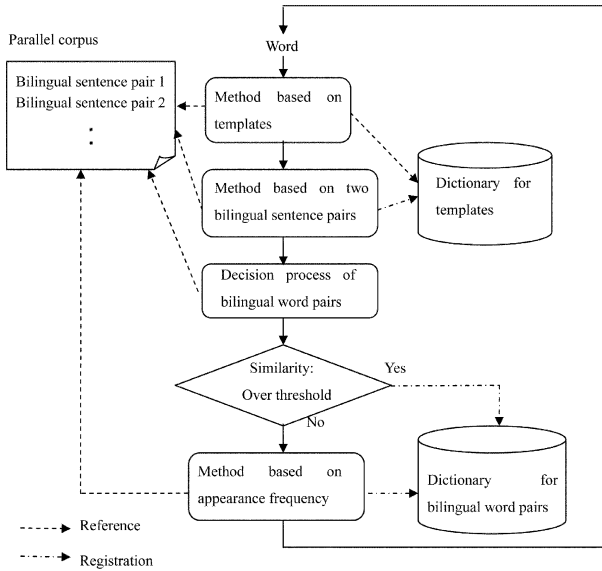 Parallel corpus
Bilingual sentence pair 1
Bilingual sentence pair 2
Word
Method based on
templates
Method based on two
bilingual sentence pairs
Dictionary for
templates
Decision process of
bilingual word pairs
Similarity:
Over threshold
Yes
No
Method based on
appearance frequency
Dictionary for
bilingual word pairs
Reference
Registration